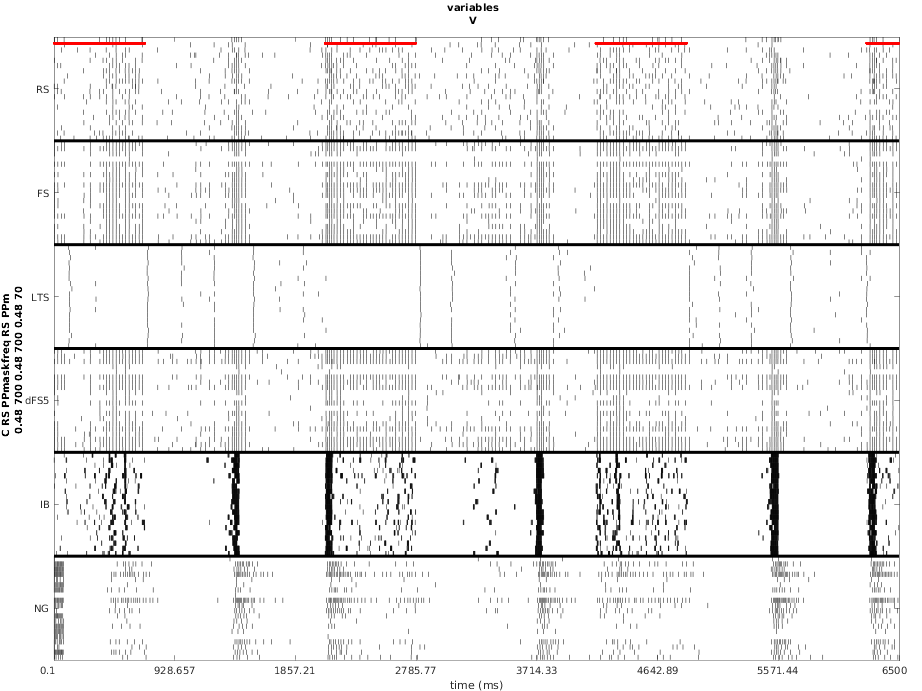 variables
V
C RS PPmaskfreq RS PPm
0.48 700 0.48 700 0.48 70
RS
FS
LTS
dFS5
IB
NG
0.1 928.657 1857.21 2785.77 3714.33 4642.89 5571.44 6500
time (ms)